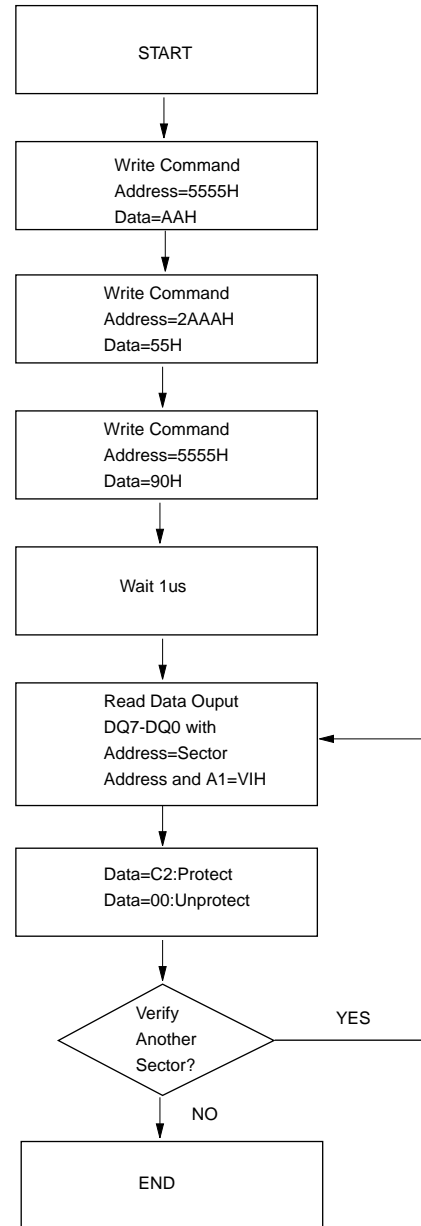 START
Write Command
Address=5555H
Data=AAH
Write Command
Address=2AAAH
Data=55H
Write Command
Address=5555H
Data=90H
Wait 1us
Read Data Ouput
DQ7-DQ0 with
Address=Sector
Address and A1=VIH
Data=C2:Protect
Data=00:Unprotect
Verify
Another
Sector?
YES
NO
END